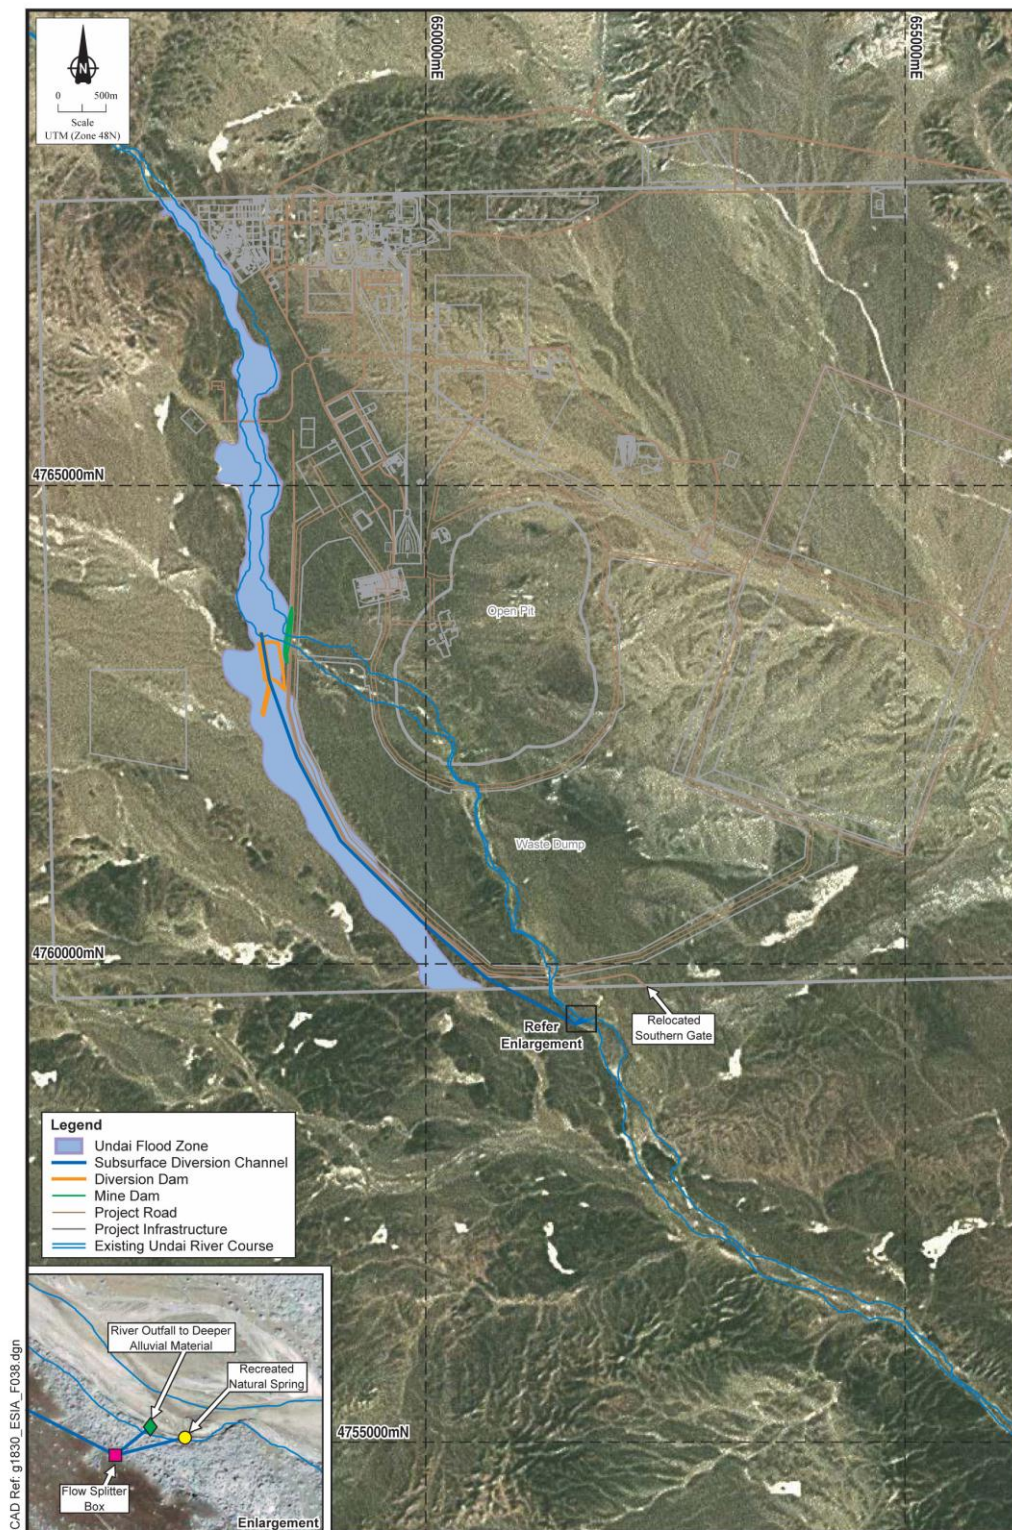 N
0 500m
Scale
UTM (Zone 48N)
650000mE
655000mE
4765000mN
Open Pit
Waste Dump
4760000mN
Refer
Enlargement
Relocated
Southern Gate
Legend
Undai Flood Zone
Subsurface Diversion Channel
Diversion Dam
Mine Dam
Project Road
Project Infrastructure
Existing Undai River Course
River Outfall to Deeper
Alluvial Material
Recreated
Natural Spring
Flow Splitter
Box
Enlargement
4755000mN
CAD Ref: g1830_ESIA_F038.dgn